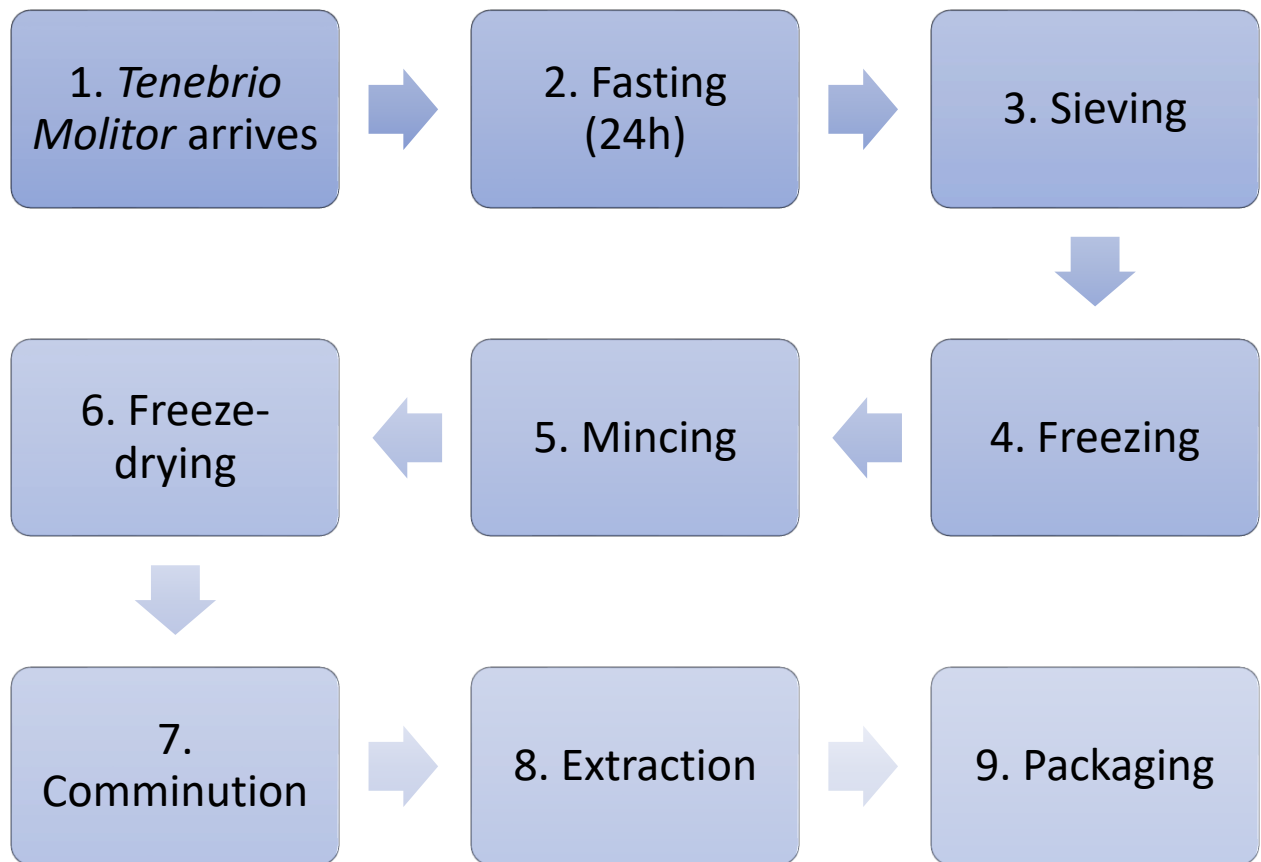 1. Tenebrio
Molitor arrives
2. Fasting
(24h)
3. Sieving
4. Freezing
5. Mincing
6. Freeze-
drying
7.
Comminution
8. Extraction
9. Packaging